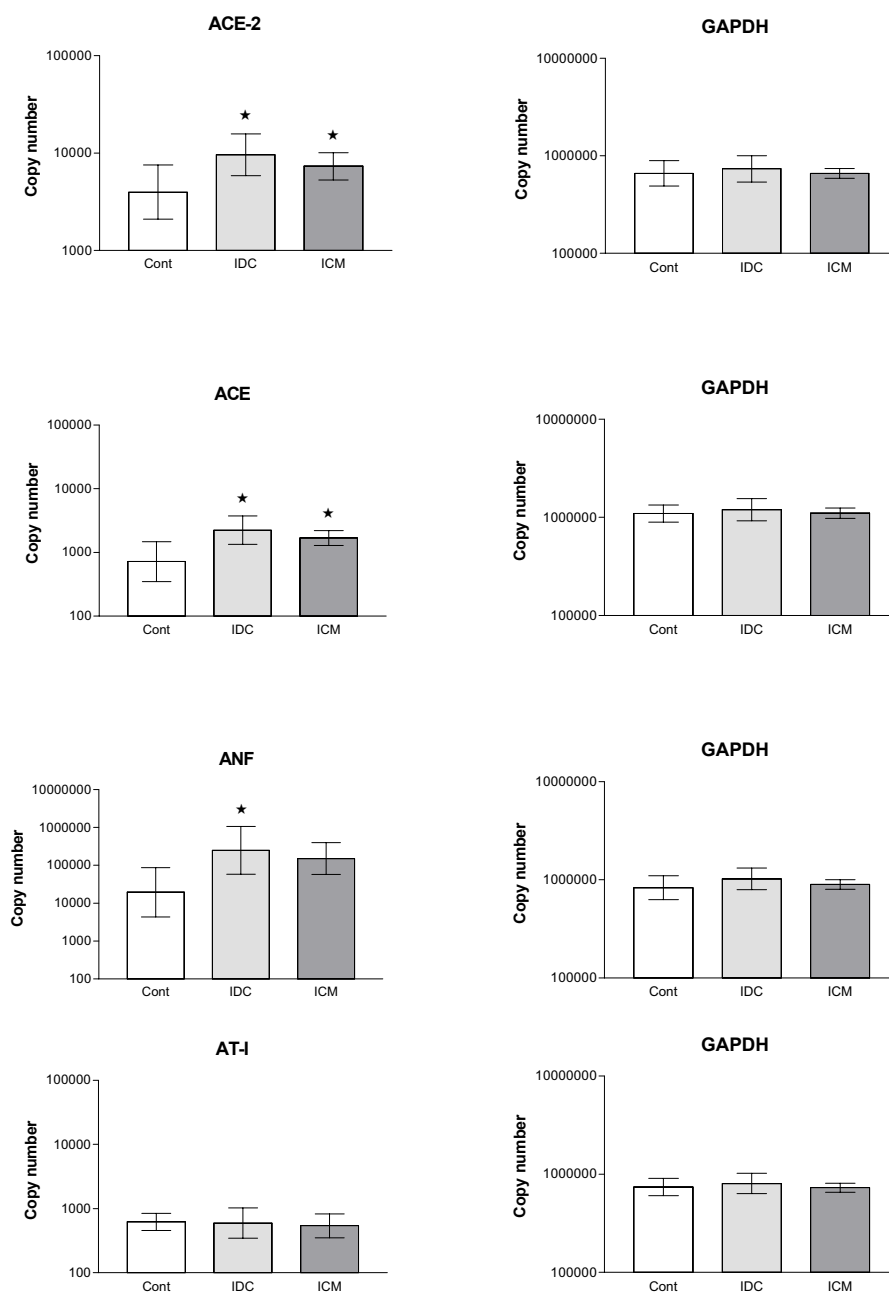 ACE-2
Copy number
100000
10000
1000
★
★
Cont IDC ICM
GAPDH
Copy number
10000000
1000000
100000
Cont IDC ICM
ACE
Copy number
100000
10000
1000
100
★
★
Cont IDC ICM
GAPDH
Copy number
10000000
1000000
100000
Cont IDC ICM
ANF
Copy number
10000000
1000000
100000
10000
1000
100
★
Cont IDC ICM
GAPDH
Copy number
10000000
1000000
100000
Cont IDC ICM
AT-I
Copy number
100000
10000
1000
100
Cont IDC ICM
GAPDH
Copy number
10000000
1000000
100000
Cont IDC ICM